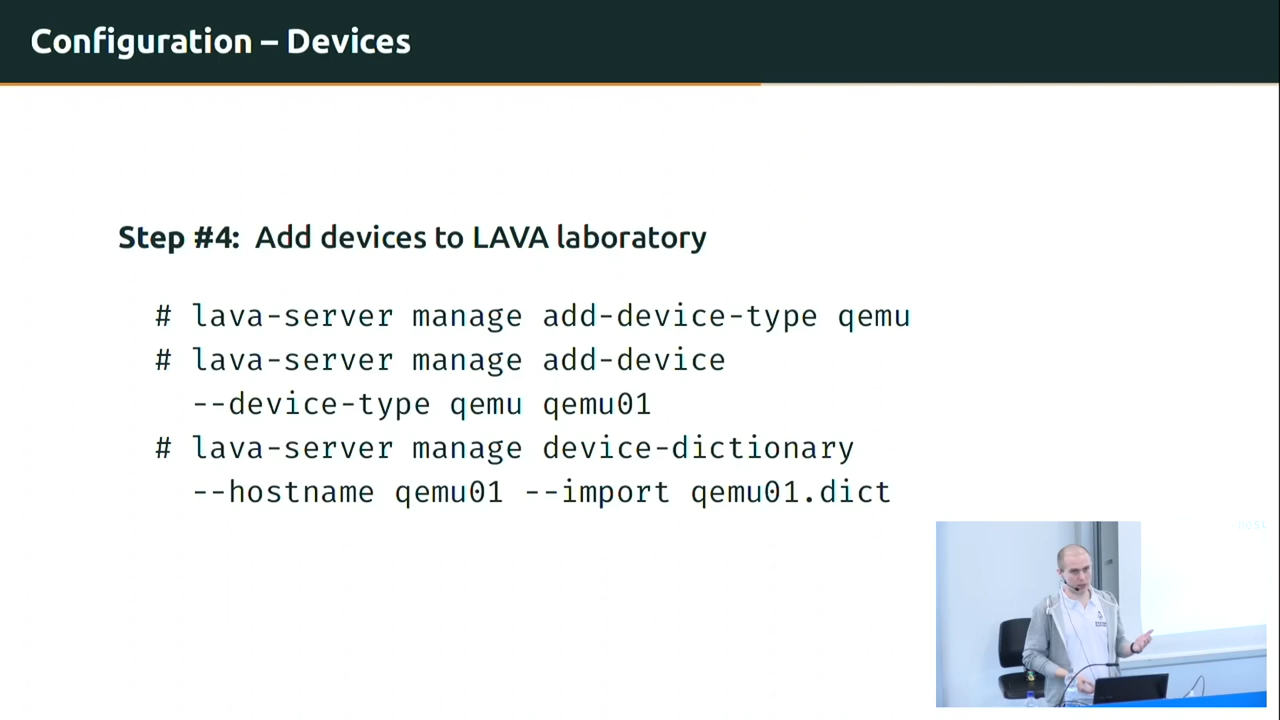 Configuration – Devices
Step #4: Add devices to LAVA laboratory
# lava-server manage add-device-type qemu
# lava-server manage add-device
--device-type qemu qemu01
# lava-server manage device-dictionary
--hostname qemu01 --import qemu01.dict